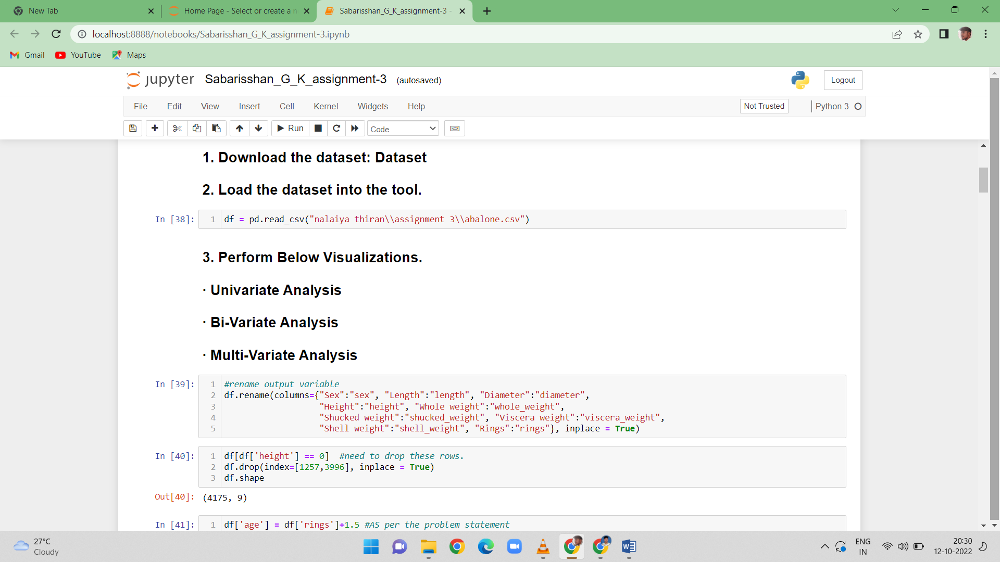 New Tab
Home Page - Select or create a n
Sabarisshan_G_K_assignment-3 -
localhost:8888/notebooks/Sabarisshan_G_K_assignment-3.ipynb
Gmail YouTube Maps
jupyter Sabarisshan_G_K_assignment-3 (autosaved)
Logout
File Edit View Insert Cell Kernel Widgets Help
Not Trusted Python 3
Run Code
1. Download the dataset: Dataset
2. Load the dataset into the tool.
In [38]: 1 df = pd.read_csv("nalaiya thiran\\assignment 3\\abalone.csv")
3. Perform Below Visualizations.
· Univariate Analysis
· Bi-Variate Analysis
· Multi-Variate Analysis
In [39]: 1 #rename output variable
2 df.rename(columns={"Sex":"sex", "Length":"length", "Diameter":"diameter",
3 "Height":"height", "Whole weight":"whole_weight",
4 "Shucked weight":"shucked_weight", "Viscera weight":"viscera_weight",
5 "Shell weight":"shell_weight", "Rings":"rings"}, inplace = True)
In [40]: 1 df[df['height'] == 0] #need to drop these rows.
2 df.drop(index=[1257,3996], inplace = True)
3 df.shape
Out[40]: (4175, 9)
In [41]: 1 df['age'] = df['rings']+1.5 #AS per the problem statement
27°C
Cloudy
ENG
IN
20:30
12-10-2022